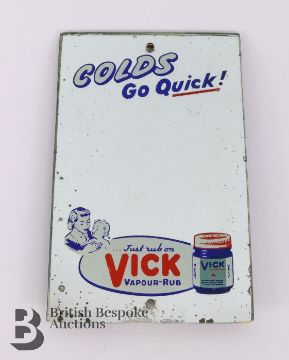 COLDS
Go Quick!
Just rub on
VICK
VAPOUR-RUB
VICK
British Bespoke
Auctions